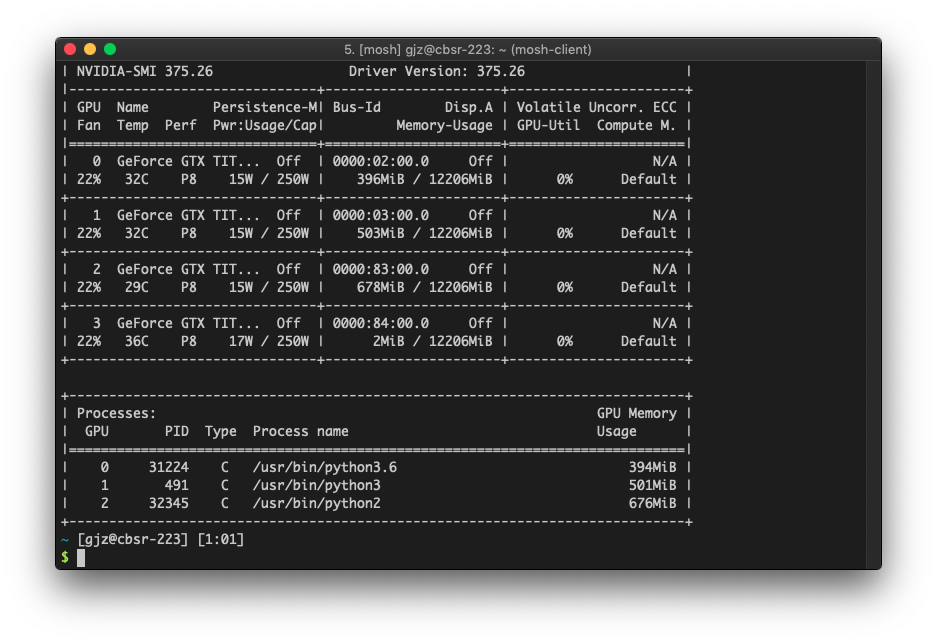 5. [mosh] gjz@cbsr-223: ~ (mosh-client)
| NVIDIA-SMI 375.26                 Driver Version: 375.26                    |
|-------------------------------+----------------------+----------------------+
| GPU  Name        Persistence-M| Bus-Id        Disp.A | Volatile Uncorr. ECC |
| Fan  Temp  Perf  Pwr:Usage/Cap|         Memory-Usage | GPU-Util  Compute M. |
|===============================+======================+======================|
|   0  GeForce GTX TIT...  Off  | 0000:02:00.0     Off |                  N/A |
| 22%   32C    P8    15W / 250W |    396MiB / 12206MiB |      0%      Default |
+-------------------------------+----------------------+----------------------+
|   1  GeForce GTX TIT...  Off  | 0000:03:00.0     Off |                  N/A |
| 22%   32C    P8    15W / 250W |    503MiB / 12206MiB |      0%      Default |
+-------------------------------+----------------------+----------------------+
|   2  GeForce GTX TIT...  Off  | 0000:83:00.0     Off |                  N/A |
| 22%   29C    P8    15W / 250W |    678MiB / 12206MiB |      0%      Default |
+-------------------------------+----------------------+----------------------+
|   3  GeForce GTX TIT...  Off  | 0000:84:00.0     Off |                  N/A |
| 22%   36C    P8    17W / 250W |      2MiB / 12206MiB |      0%      Default |
+-------------------------------+----------------------+----------------------+

+-----------------------------------------------------------------------------+
| Processes:                                                       GPU Memory |
|  GPU       PID  Type  Process name                               Usage      |
|=============================================================================|
|    0     31224    C   /usr/bin/python3.6                             394MiB |
|    1       491    C   /usr/bin/python3                               501MiB |
|    2     32345    C   /usr/bin/python2                               676MiB |
+-----------------------------------------------------------------------------+
~ [gjz@cbsr-223] [1:01]
$